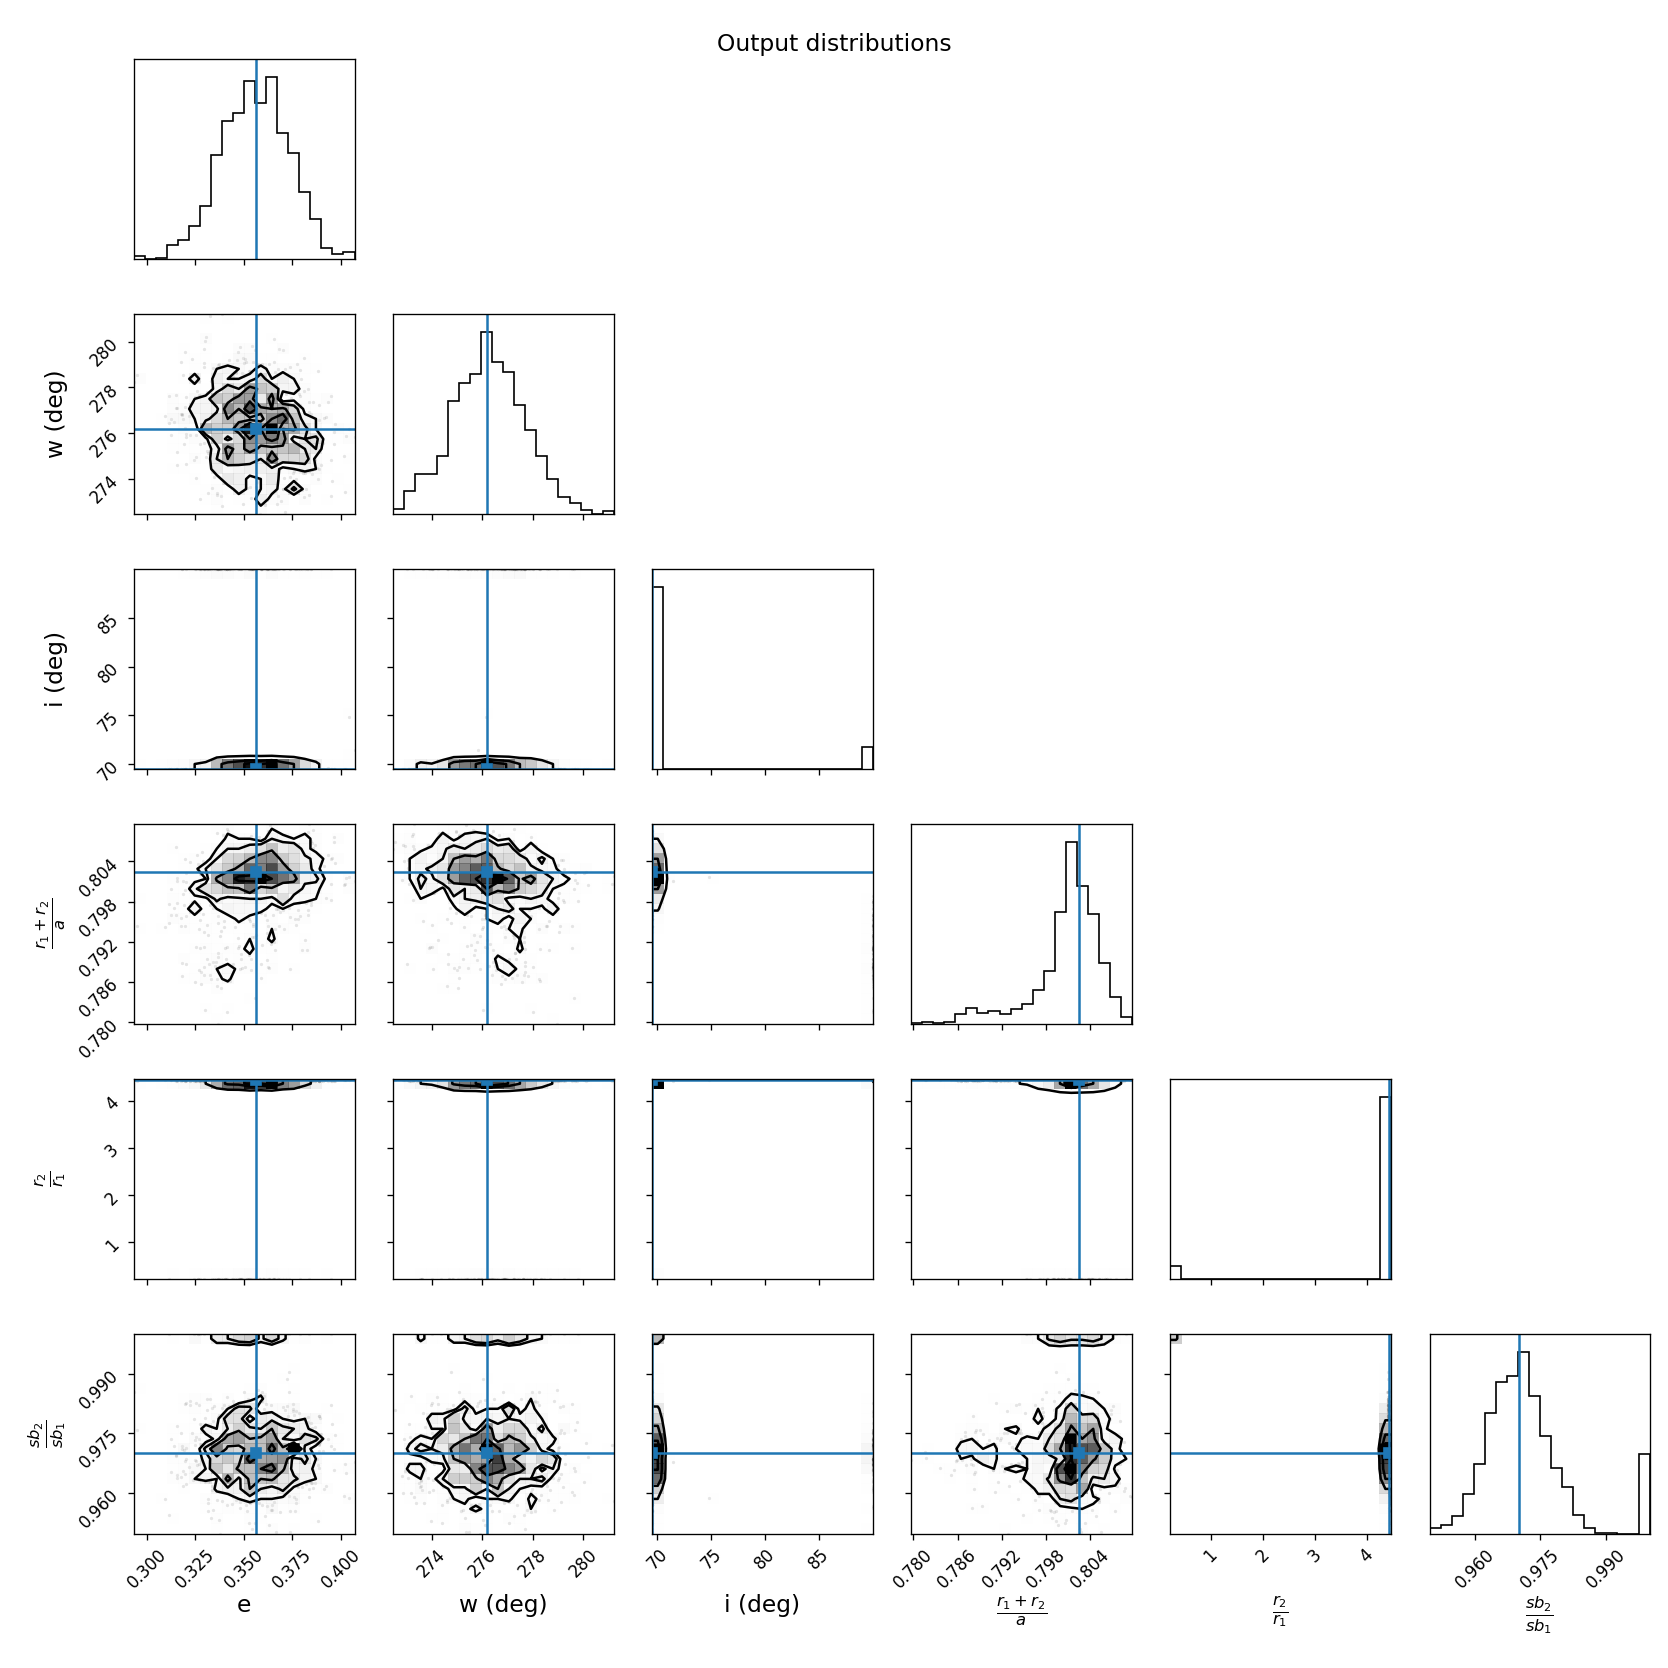 Output distributions
w (deg)
280
278
276
274
i (deg)
85
80
75
70
r₁ + r₂
a
0.804
0.798
0.792
0.786
0.780
r₂
r₁
4
3
2
1
sb₂
sb₁
0.990
0.975
0.960
0.300 0.325 0.350 0.375 0.400
e
274 276 278 280
w (deg)
70 75 80 85
i (deg)
0.780 0.786 0.792 0.798 0.804
r₁ + r₂
a
1 2 3 4
r₂
r₁
0.960 0.975 0.990
sb₂
sb₁